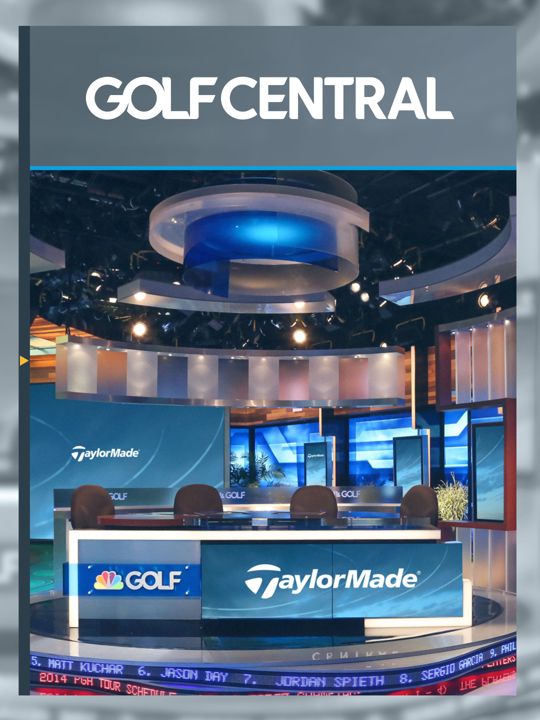 GOLF CENTRAL
TaylorMade
TaylorMade
GOLF
GOLF
GOLF
GOLF
TaylorMade®
5. MATT KUCHAR 6. JASON DAY 7. JORDAN SPIETH 8. SERGIO GARCIA 9. PHIL
2014 PGA TOUR SCHEDULE